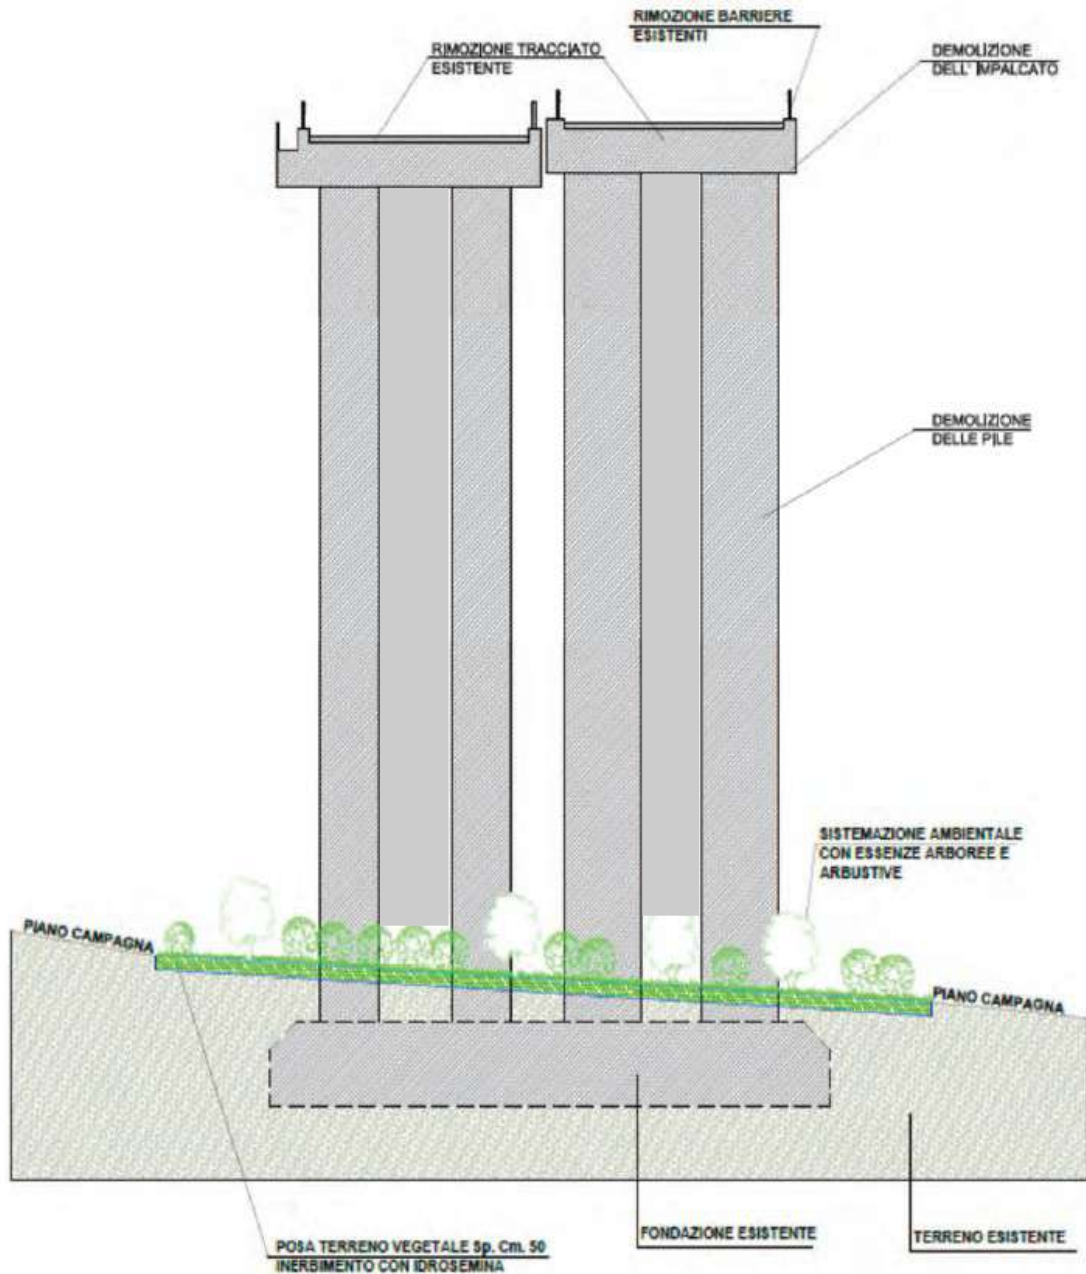 RIMOZIONE BARRIERE
ESISTENTI
RIMOZIONE TRACCIATO
ESISTENTE
DEMOLIZIONE
DELL' IMPALCATO
DEMOLIZIONE
DELLE PILE
SISTEMAZIONE AMBIENTALE
CON ESSENZE ARBOREE E
ARBUSTIVE
PIANO CAMPAGNA
PIANO CAMPAGNA
POSA TERRENO VEGETALE Sp. Cm. 50
INERBIMENTO CON IDROSEMINA
FONDAZIONE ESISTENTE
TERRENO ESISTENTE